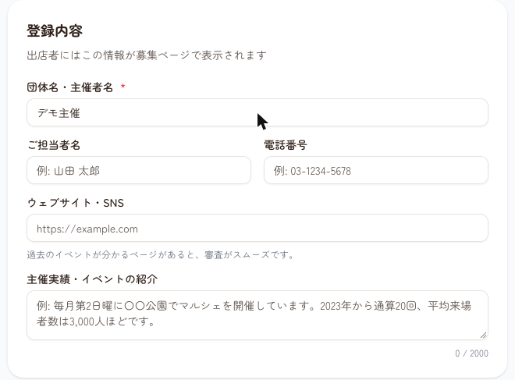 登録内容
出店者にはこの情報が募集ページで表示されます
団体名・主催者名 *
デモ主催
ご担当者名
電話番号
例: 山田 太郎
例: 03-1234-5678
ウェブサイト・SNS
https://example.com
過去のイベントが分かるページがあると、審査がスムーズです。
主催実績・イベントの紹介
例: 毎月第2日曜に〇〇公園でマルシェを開催しています。2023年から通算20回、平均来場
者数は3,000人ほどです。
0 / 2000